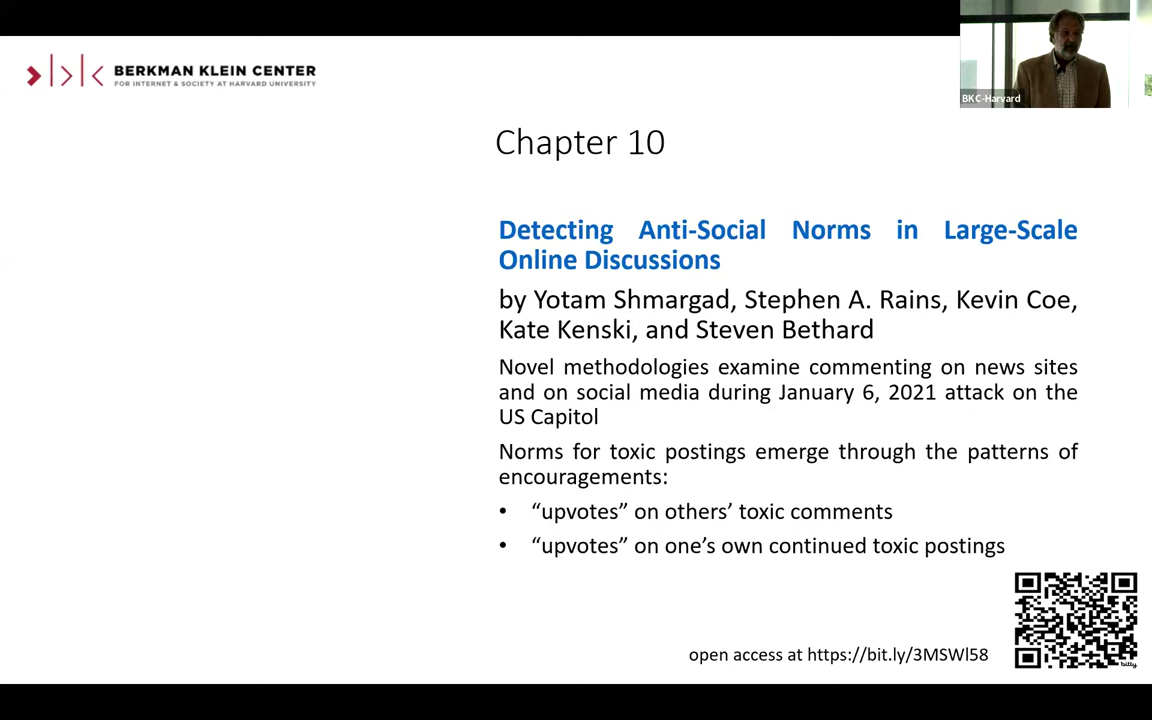 BERKMAN KLEIN CENTER
FOR INTERNET & SOCIETY AT HARVARD UNIVERSITY
BKC-Harvard
Chapter 10
Detecting Anti-Social Norms in Large-Scale
Online Discussions
by Yotam Shmargad, Stephen A. Rains, Kevin Coe,
Kate Kenski, and Steven Bethard
Novel methodologies examine commenting on news sites
and on social media during January 6, 2021 attack on the
US Capitol
Norms for toxic postings emerge through the patterns of
encouragements:
• “upvotes” on others’ toxic comments
• “upvotes” on one’s own continued toxic postings
open access at https://bit.ly/3MSWl58
bitly